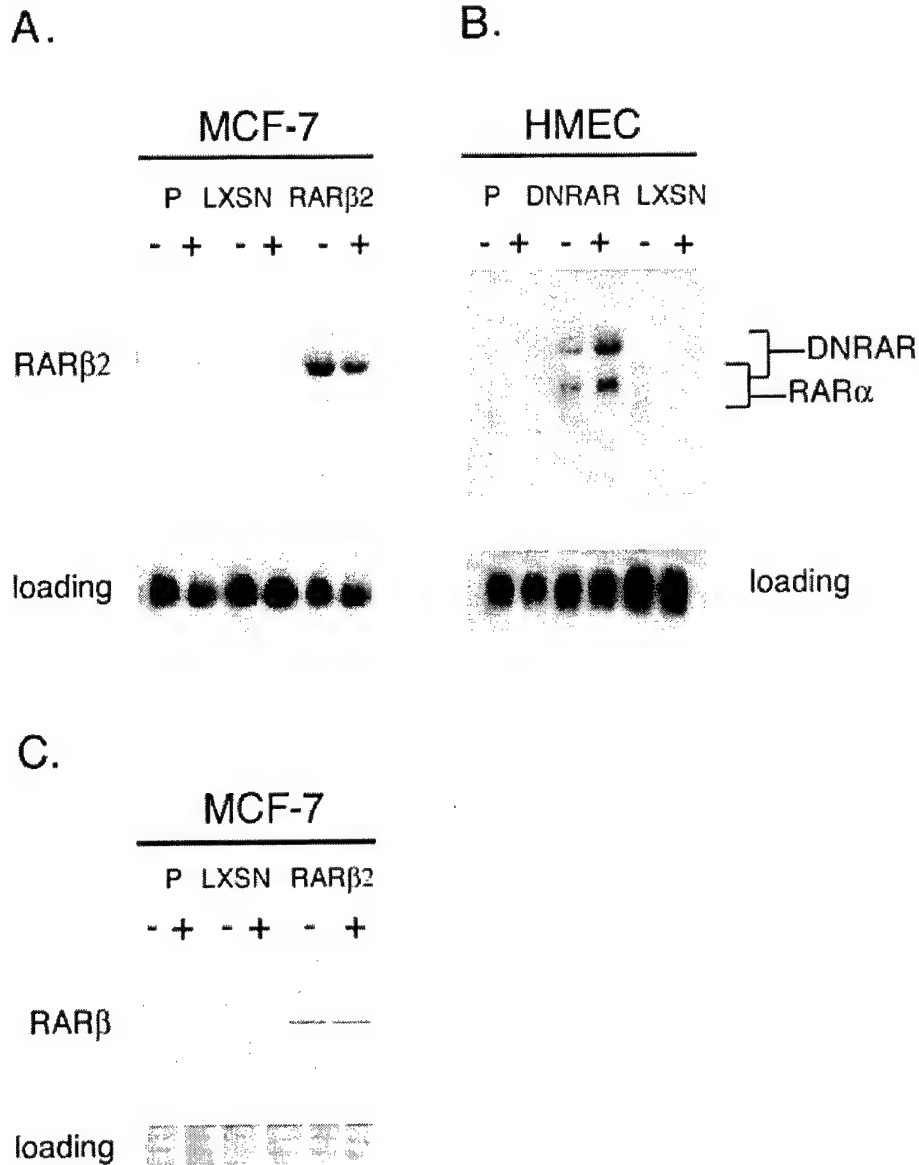 A.
MCF-7
P LXSN RARβ2
- + - + - +
RARβ2
loading
B.
HMEC
P DNRAR LXSN
- + - + - +
DNRAR
RARα
loading
C.
MCF-7
P LXSN RARβ2
- + - + - +
RARβ
loading